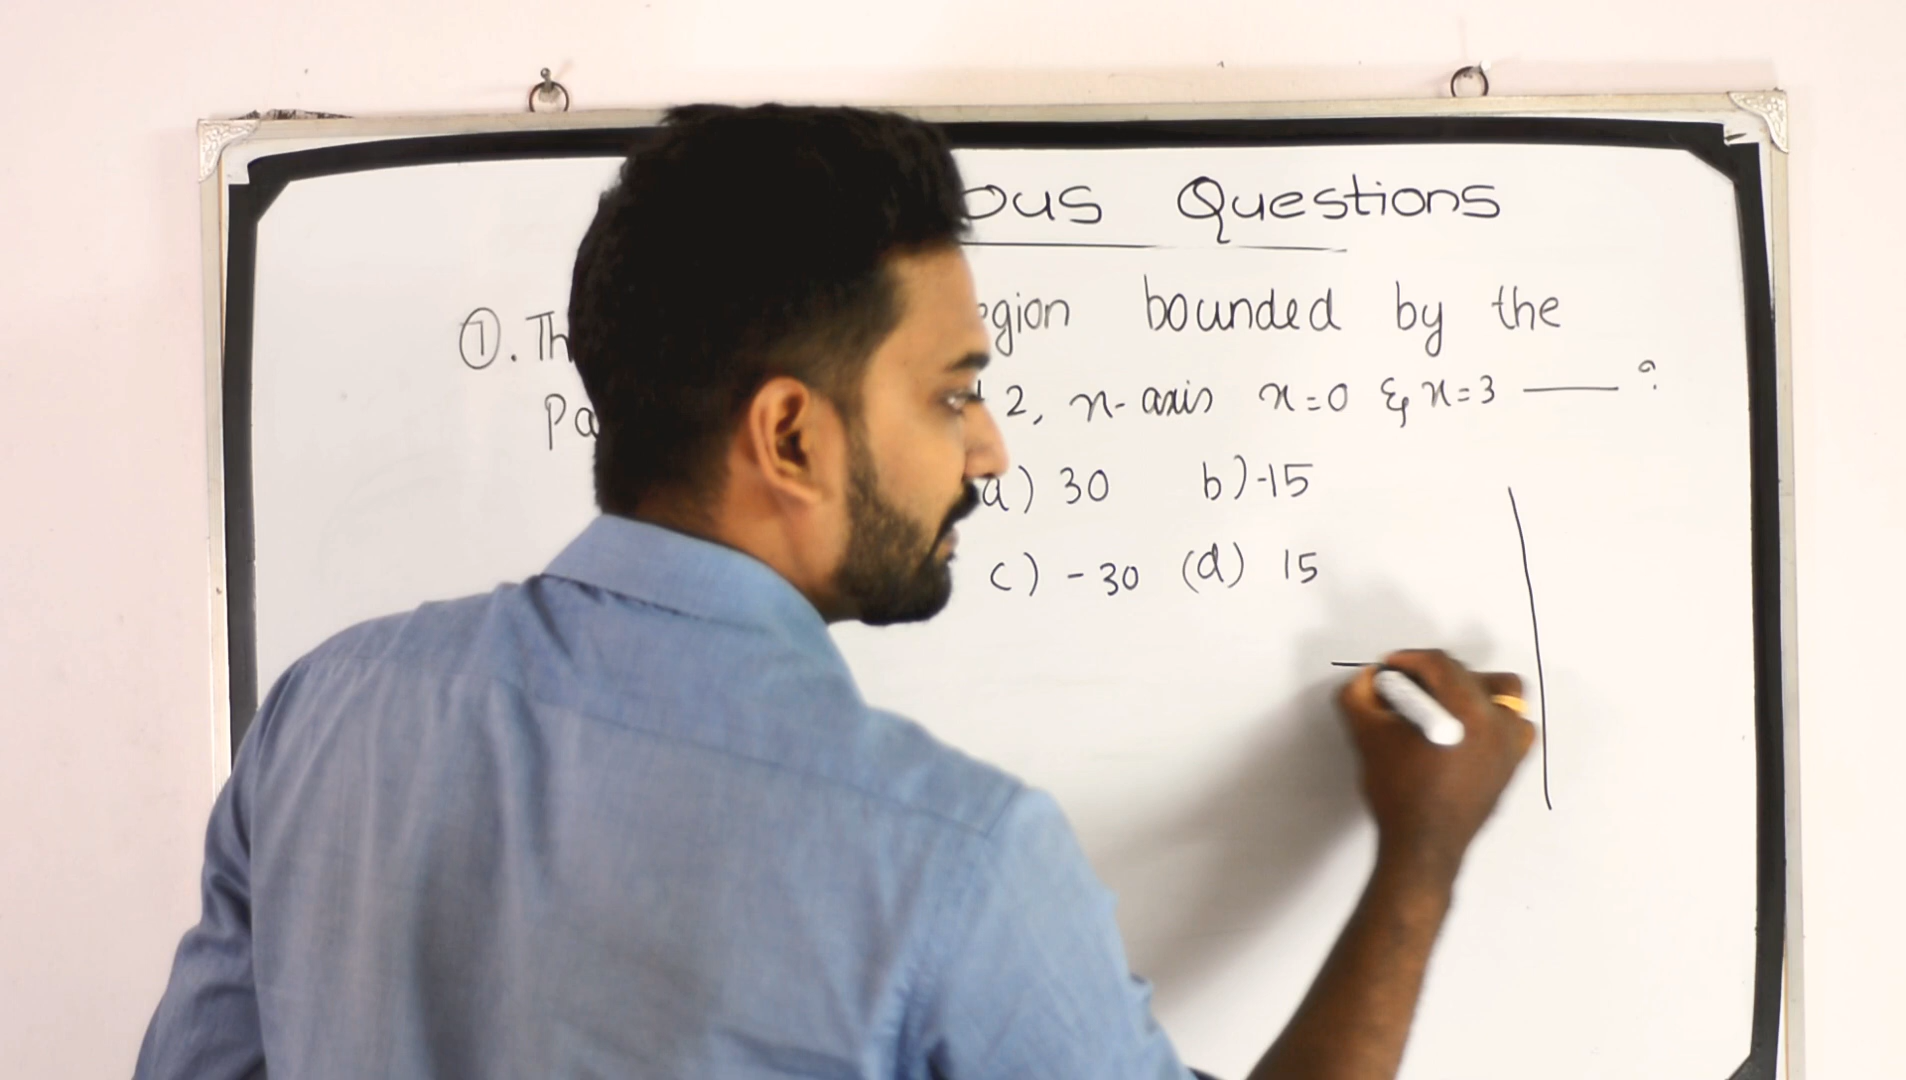 ous Questions
①. Th egion bounded by the
Pa 2, x-axis x=0 & x=3 —— ?
a) 30 b) -15
c) - 30 (d) 15